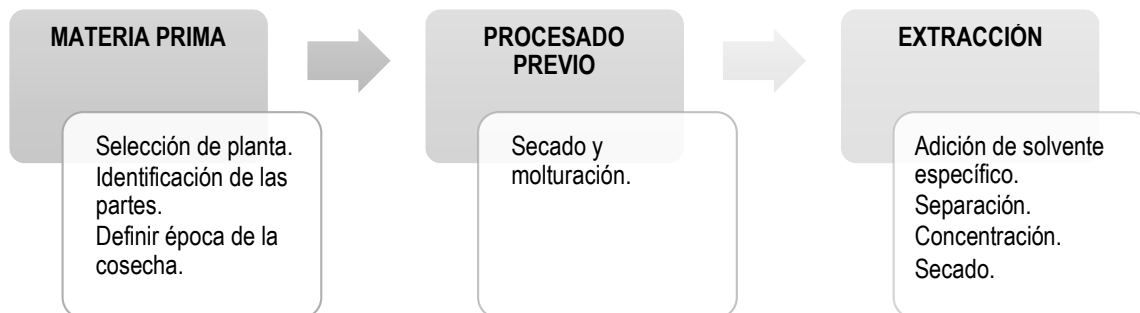 MATERIA PRIMA
Selección de planta.
Identificación de las
partes.
Definir época de la
cosecha.
PROCESADO
PREVIO
Secado y
molturación.
EXTRACCIÓN
Adición de solvente
específico.
Separación.
Concentración.
Secado.